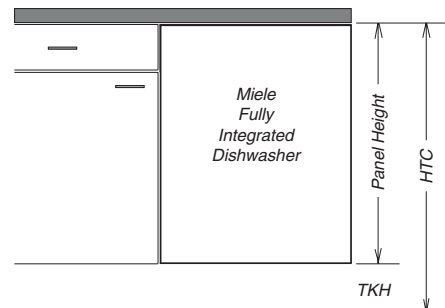 Miele
Fully
Integrated
Dishwasher
Panel Height
HTC
TKH